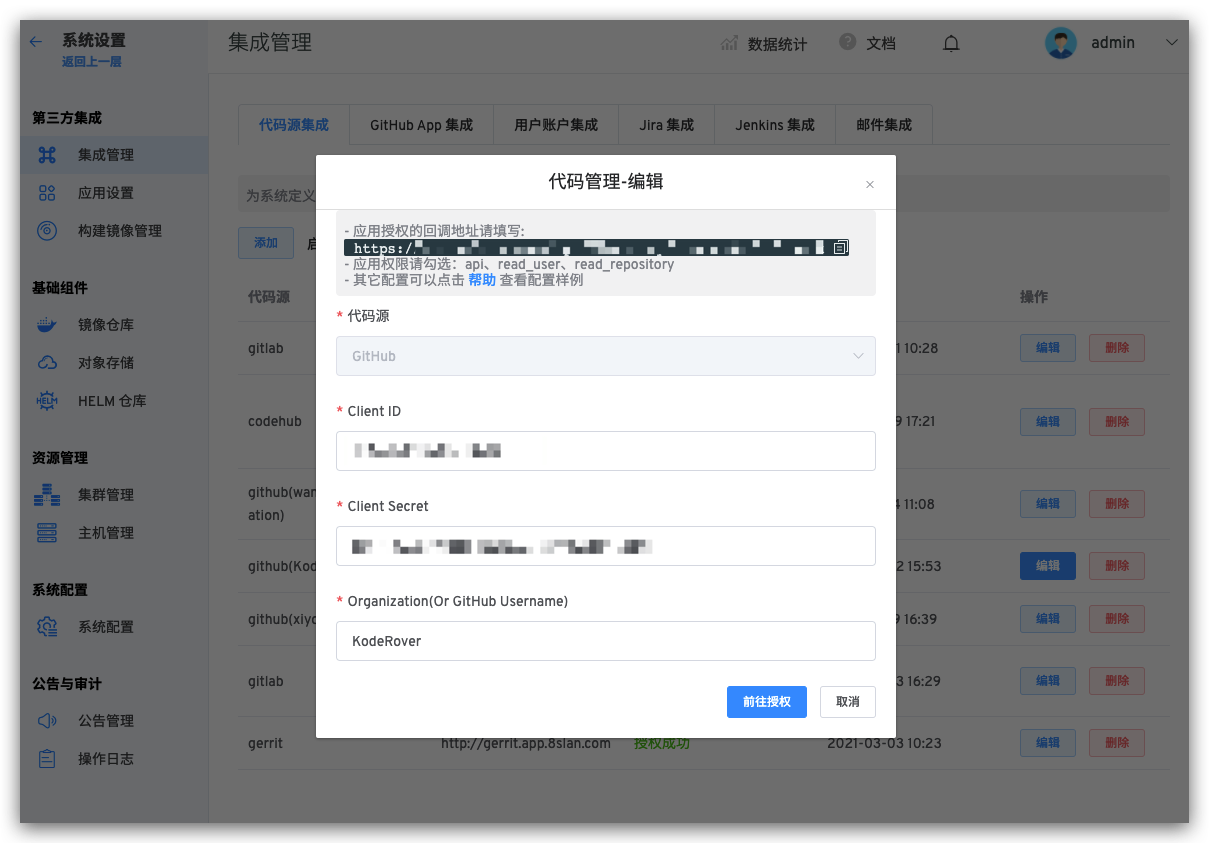 系统设置
返回上一层
集成管理
数据统计
文档
admin
第三方集成
集成管理
应用设置
构建镜像管理
基础组件
镜像仓库
对象存储
HELM 仓库
资源管理
集群管理
主机管理
系统配置
系统配置
公告与审计
公告管理
操作日志
代码源集成
GitHub App 集成
用户账户集成
Jira 集成
Jenkins 集成
邮件集成
为系统定义
添加
代码源
操作
gitlab
1 10:28
编辑
删除
codehub
9 17:21
编辑
删除
github(wan
ation)
4 11:08
编辑
删除
github(Kod
2 15:53
编辑
删除
github(xiyo
9 16:39
编辑
删除
gitlab
3 16:29
编辑
删除
gerrit
http://gerrit.app.8slan.com
授权成功
2021-03-03 10:23
编辑
删除
代码管理-编辑
- 应用授权的回调地址请填写:
https:/
- 应用权限请勾选：api、read_user、read_repository
- 其它配置可以点击 帮助 查看配置样例
* 代码源
GitHub
* Client ID
* Client Secret
* Organization(Or GitHub Username)
KodeRover
前往授权
取消